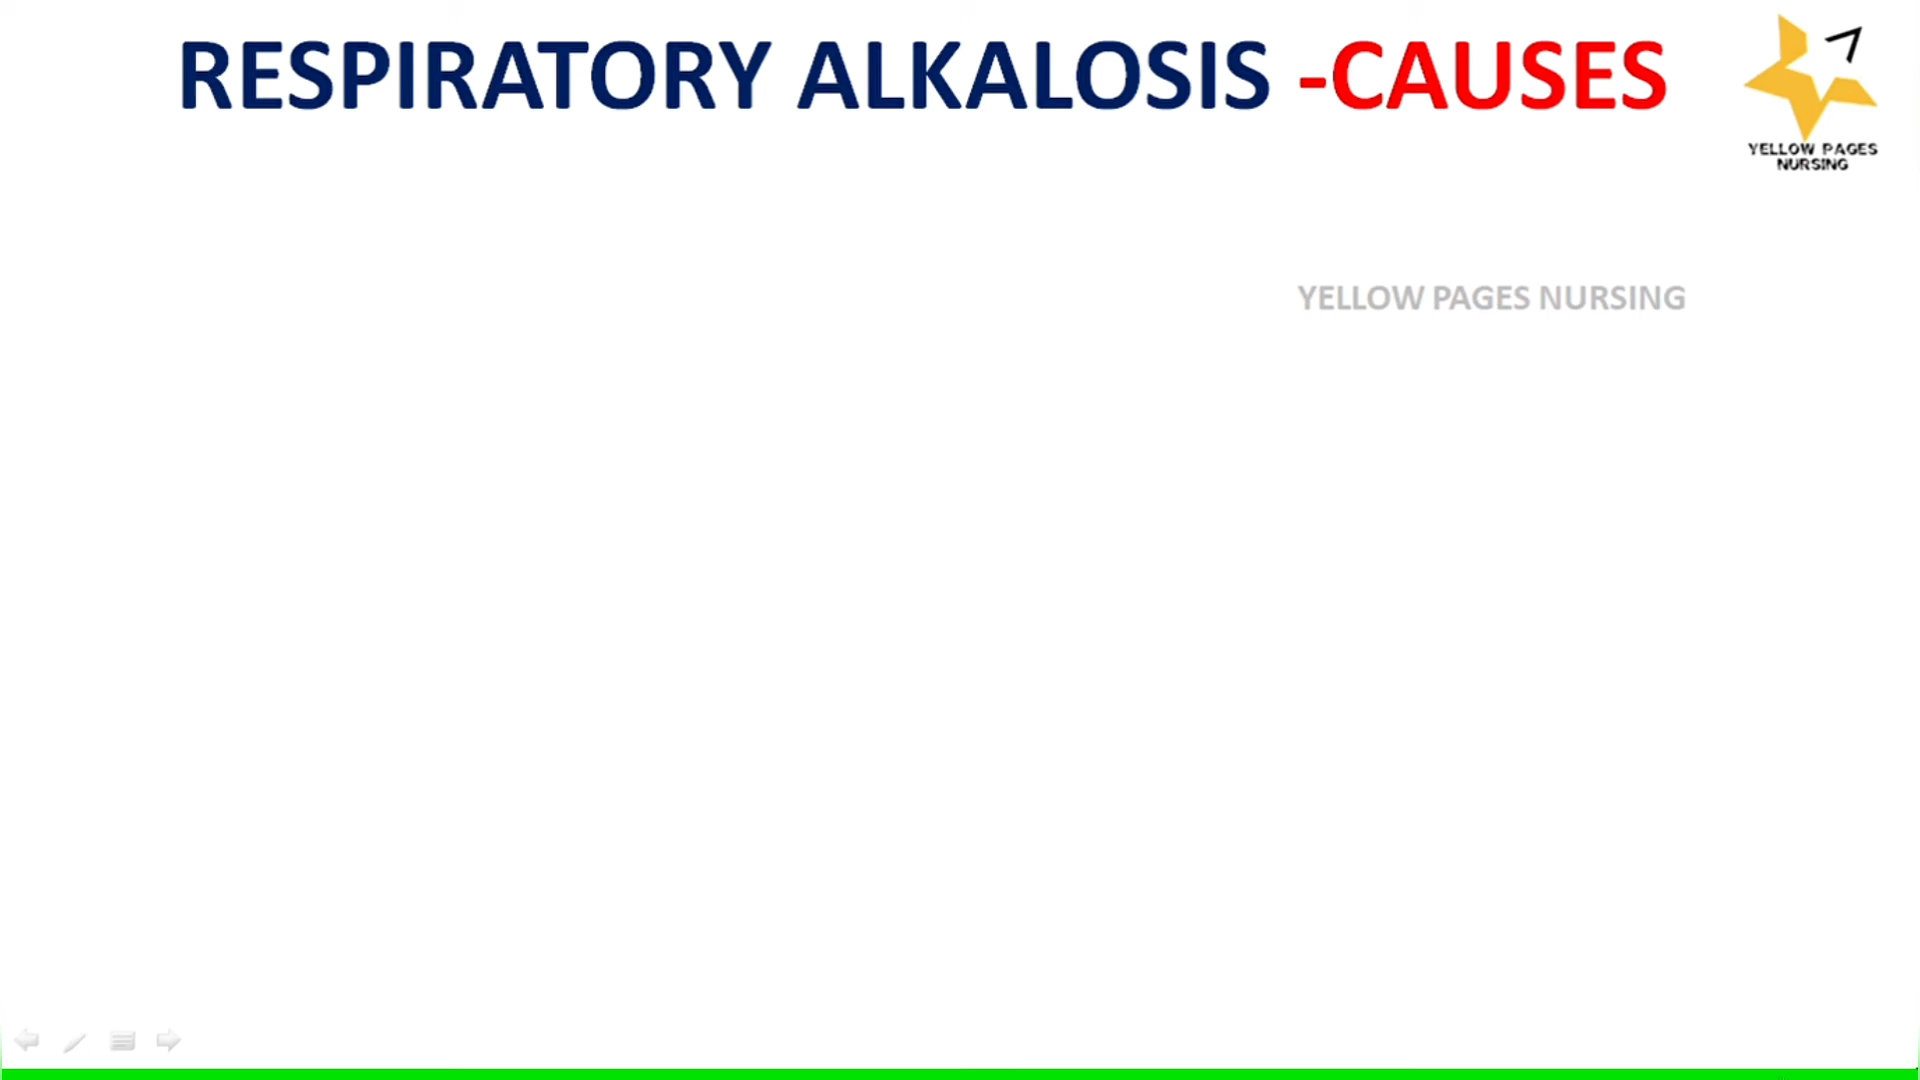 RESPIRATORY ALKALOSIS -CAUSES
YELLOW PAGES
NURSING
YELLOW PAGES NURSING